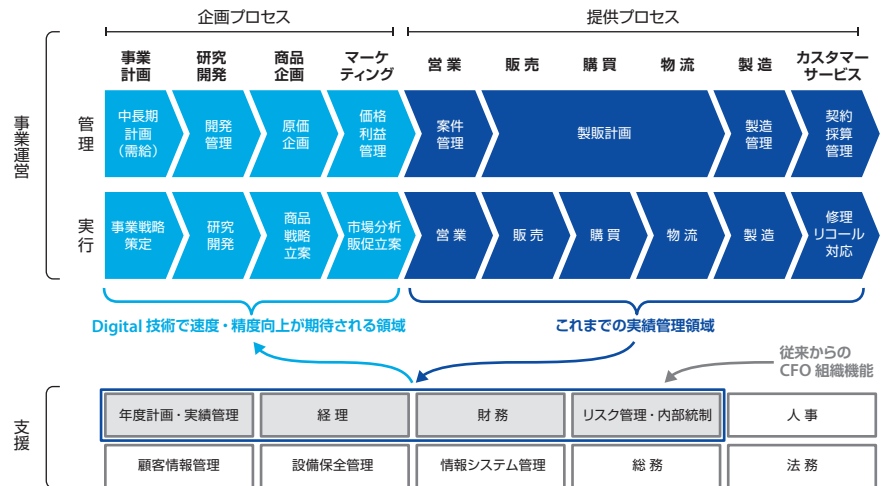 企画プロセス
提供プロセス
事業
計画
研究
開発
商品
企画
マーケ
ティング
営 業
販 売
購 買
物 流
製 造
カスタマー
サービス
事業運営
管理
中長期
計画
（需給）
開発
管理
原価
企画
価格
利益
管理
案件
管理
製販計画
製造
管理
契約
採算
管理
実行
事業戦略
策定
研究
開発
商品
戦略
立案
市場分析
販促立案
営 業
販 売
購 買
物 流
製 造
修理
リコール
対応
Digital 技術で速度・精度向上が期待される領域
これまでの実績管理領域
従来からの
CFO 組織機能
支援
年度計画・実績管理
経 理
財 務
リスク管理・内部統制
人 事
顧客情報管理
設備保全管理
情報システム管理
総 務
法 務